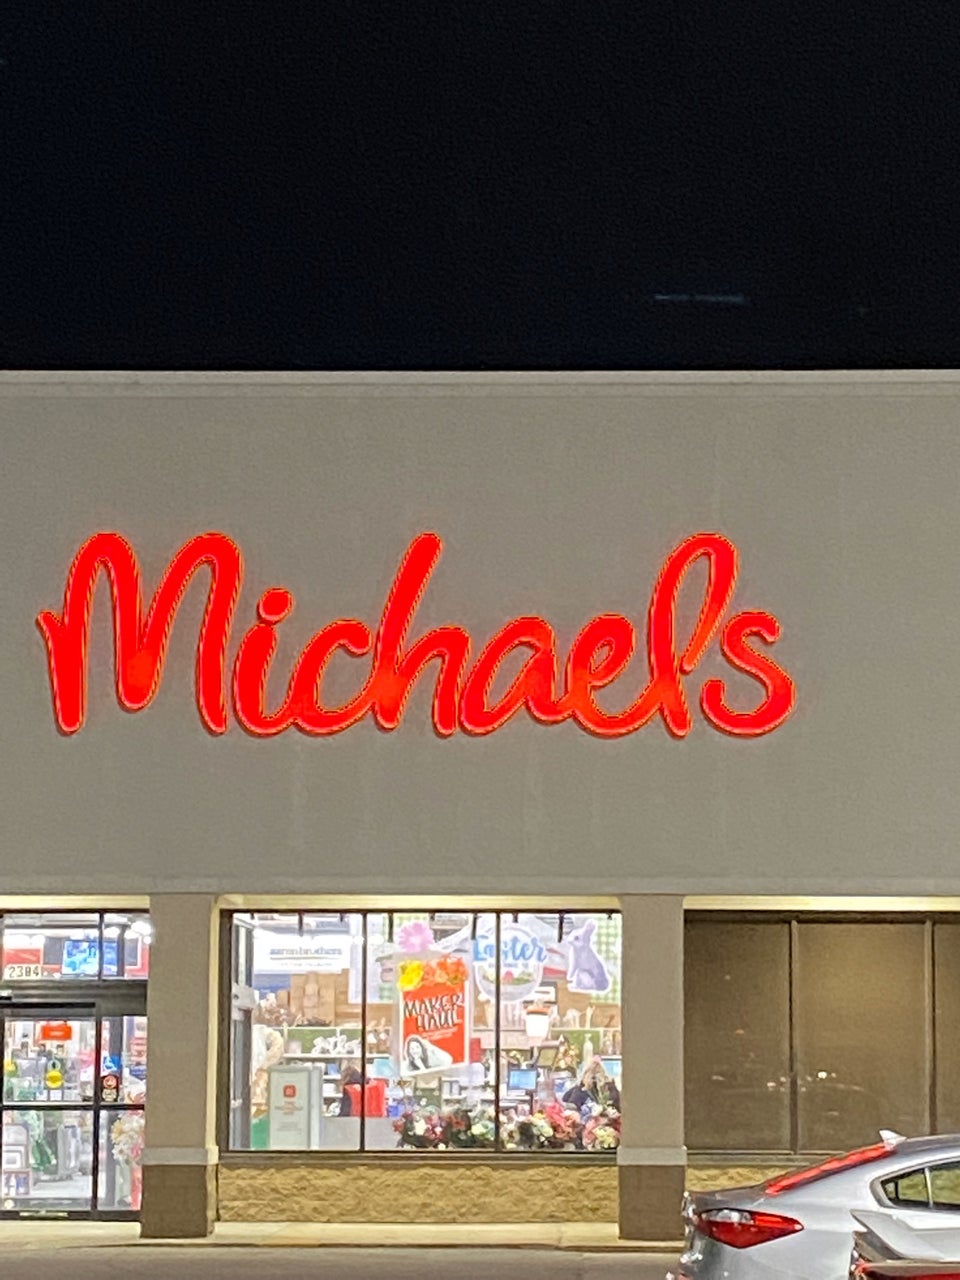 Michaels
aaron brothers
Easter
2384
MAKER
HAUL